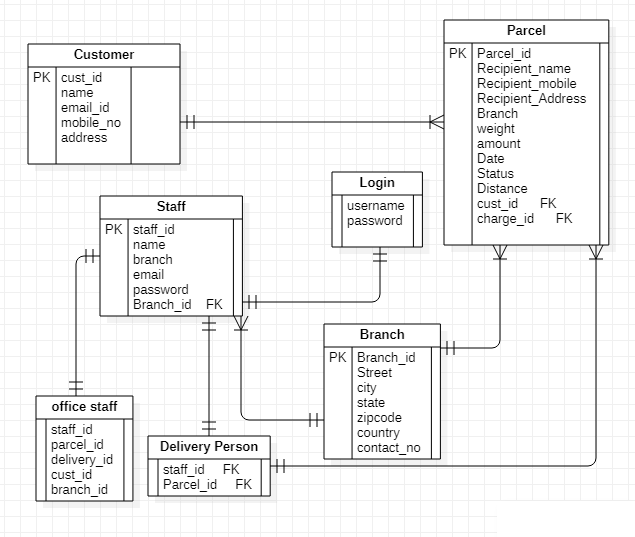 Customer
PK cust_id
name
email_id
mobile_no
address
Parcel
PK Parcel_id
Recipient_name
Recipient_mobile
Recipient_Address
Branch
weight
amount
Date
Status
Distance
cust_id FK
charge_id FK
Login
username
password
Staff
PK staff_id
name
branch
email
password
Branch_id FK
Branch
PK Branch_id
Street
city
state
zipcode
country
contact_no
office staff
staff_id
parcel_id
delivery_id
cust_id
branch_id
Delivery Person
staff_id FK
Parcel_id FK